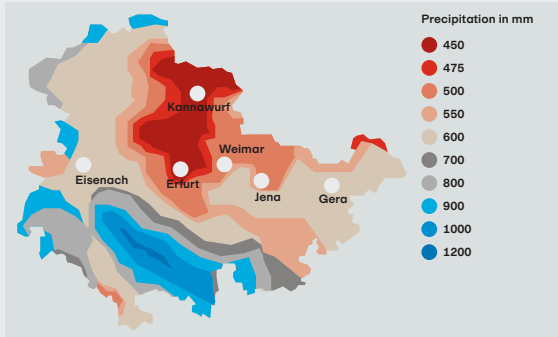 Precipitation in mm
450
475
500
550
600
700
800
900
1000
1200
Kannawurf
Weimar
Eisenach
Erfurt
Jena
Gera